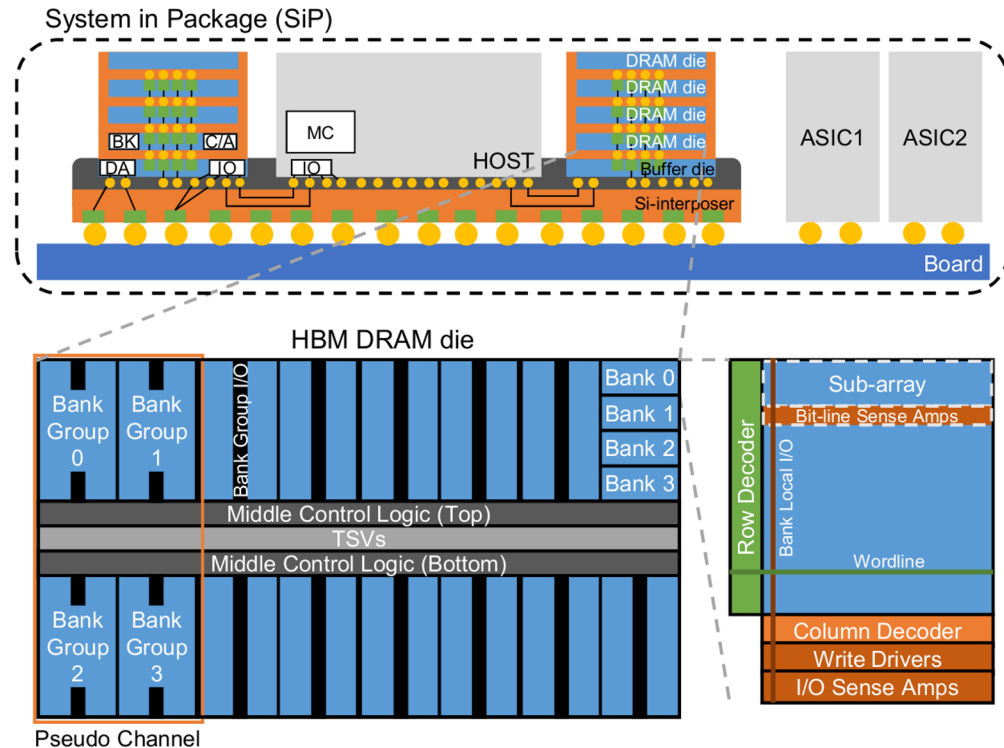 System in Package (SiP)
DRAM die
DRAM die
DRAM die
DRAM die
BK
C/A
DA
IO
MC
IO
HOST
Buffer die
Si-interposer
ASIC1
ASIC2
Board
HBM DRAM die
Bank
Group
0
Bank
Group
1
Bank Group I/O
Bank 0
Bank 1
Bank 2
Bank 3
Middle Control Logic (Top)
TSVs
Middle Control Logic (Bottom)
Bank
Group
2
Bank
Group
3
Pseudo Channel
Row Decoder
Sub-array
Bit-line Sense Amps
Bank Local I/O
Wordline
Column Decoder
Write Drivers
I/O Sense Amps